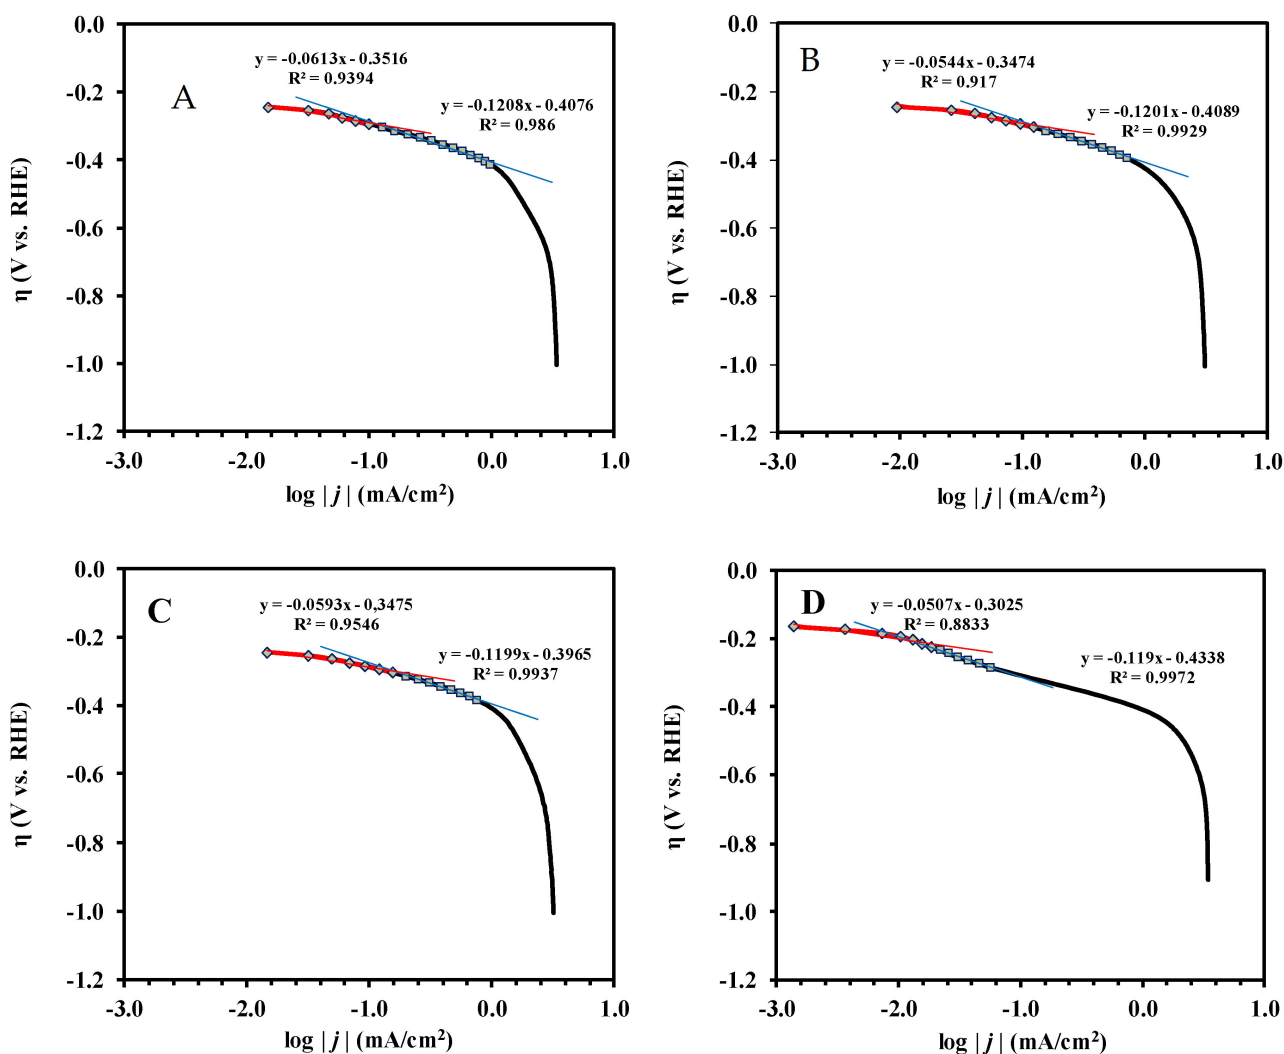 A
y = -0.0613x - 0.3516
R² = 0.9394
y = -0.1208x - 0.4076
R² = 0.986
η (V vs. RHE)
0.0
-0.2
-0.4
-0.6
-0.8
-1.0
-1.2
-3.0 -2.0 -1.0 0.0 1.0
log | j | (mA/cm²)
B
y = -0.0544x - 0.3474
R² = 0.917
y = -0.1201x - 0.4089
R² = 0.9929
η (V vs. RHE)
0.0
-0.2
-0.4
-0.6
-0.8
-1.0
-1.2
-3.0 -2.0 -1.0 0.0 1.0
log | j | (mA/cm²)
C
y = -0.0593x - 0,3475
R² = 0.9546
y = -0.1199x - 0.3965
R² = 0.9937
η (V vs. RHE)
0.0
-0.2
-0.4
-0.6
-0.8
-1.0
-1.2
-3.0 -2.0 -1.0 0.0 1.0
log | j | (mA/cm²)
D
y = -0.0507x - 0.3025
R² = 0.8833
y = -0.119x - 0.4338
R² = 0.9972
η (V vs. RHE)
0.0
-0.2
-0.4
-0.6
-0.8
-1.0
-1.2
-3.0 -2.0 -1.0 0.0 1.0
log | j | (mA/cm²)